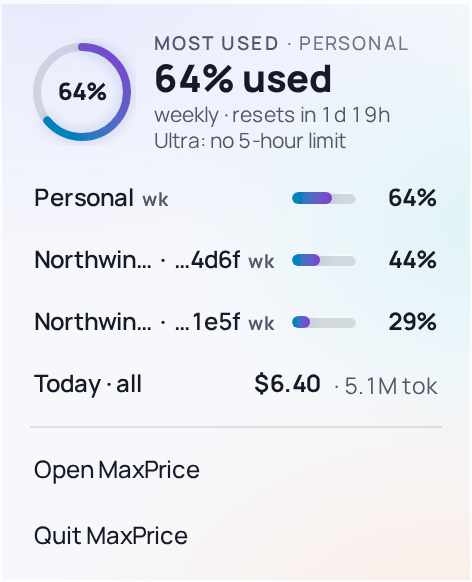 64%
MOST USED · PERSONAL
64% used
weekly · resets in 1d 19h
Ultra: no 5-hour limit
Personal wk 64%
Northwin... · ...4d6f wk 44%
Northwin... · ...1e5f wk 29%
Today · all $6.40 · 5.1M tok
Open MaxPrice
Quit MaxPrice